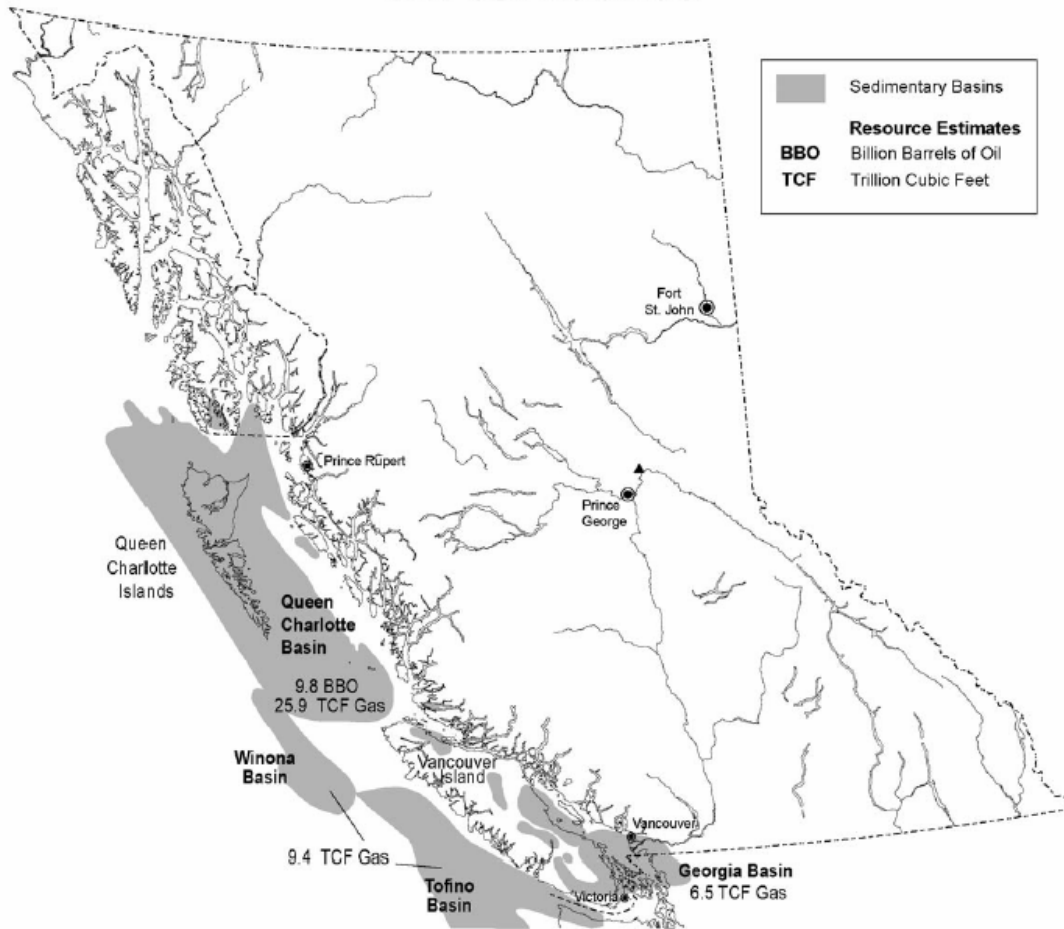 Sedimentary Basins
Resource Estimates
BBO Billion Barrels of Oil
TCF Trillion Cubic Feet
Fort
St. John
Prince Rupert
Prince
George
Queen
Charlotte
Islands
Queen
Charlotte
Basin
9.8 BBO
25.9 TCF Gas
Winona
Basin
Vancouver
Island
Vancouver
9.4 TCF Gas
Georgia Basin
6.5 TCF Gas
Tofino
Basin
Victoria